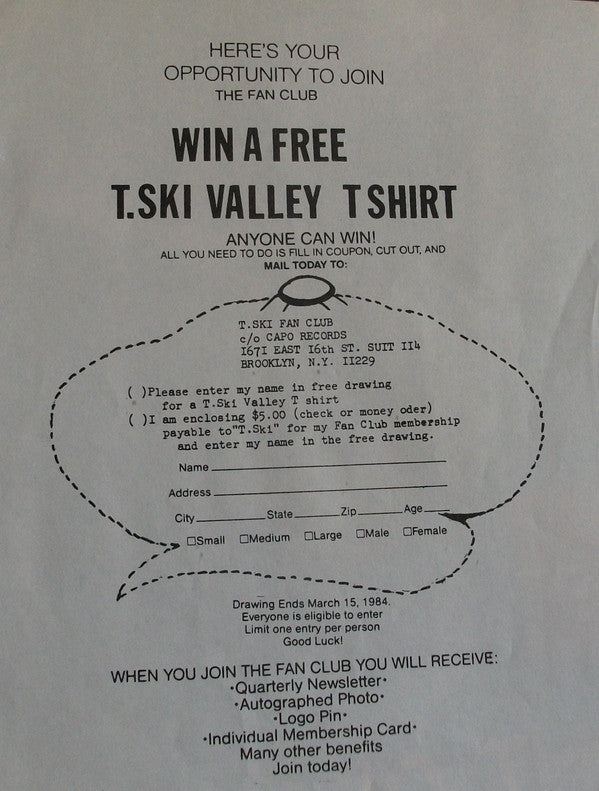 HERE'S YOUR
OPPORTUNITY TO JOIN
THE FAN CLUB
WIN A FREE
T.SKI VALLEY T SHIRT
ANYONE CAN WIN!
ALL YOU NEED TO DO IS FILL IN COUPON, CUT OUT, AND
MAIL TODAY TO:
T.SKI FAN CLUB
c/o CAPO RECORDS
1671 EAST 16th ST. SUIT 114
BROOKLYN, N.Y. 11229
( )Please enter my name in free drawing
for a T.Ski Valley T shirt
( )I am enclosing $5.00 (check or money oder)
payable to"T.Ski" for my Fan Club membership
and enter my name in the free drawing.
Name
Address
City State Zip Age
□Small □Medium □Large □Male □Female
Drawing Ends March 15, 1984.
Everyone is eligible to enter
Limit one entry per person
Good Luck!
WHEN YOU JOIN THE FAN CLUB YOU WILL RECEIVE:
•Quarterly Newsletter•
•Autographed Photo•
•Logo Pin•
•Individual Membership Card•
Many other benefits
Join today!